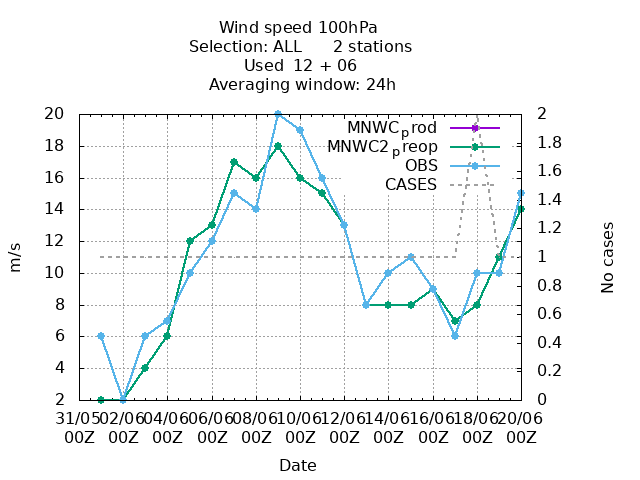 Wind speed 100hPa
Selection: ALL 2 stations
Used 12 + 06
Averaging window: 24h
MNWC_prod
MNWC2_preop
OBS
CASES
20
18
16
14
12
10
8
6
4
2
m/s
2
1.8
1.6
1.4
1.2
1
0.8
0.6
0.4
0.2
0
No cases
31/05 02/06 04/06 06/06 08/06 10/06 12/06 14/06 16/06 18/06 20/06
00Z 00Z 00Z 00Z 00Z 00Z 00Z 00Z 00Z 00Z 00Z
Date